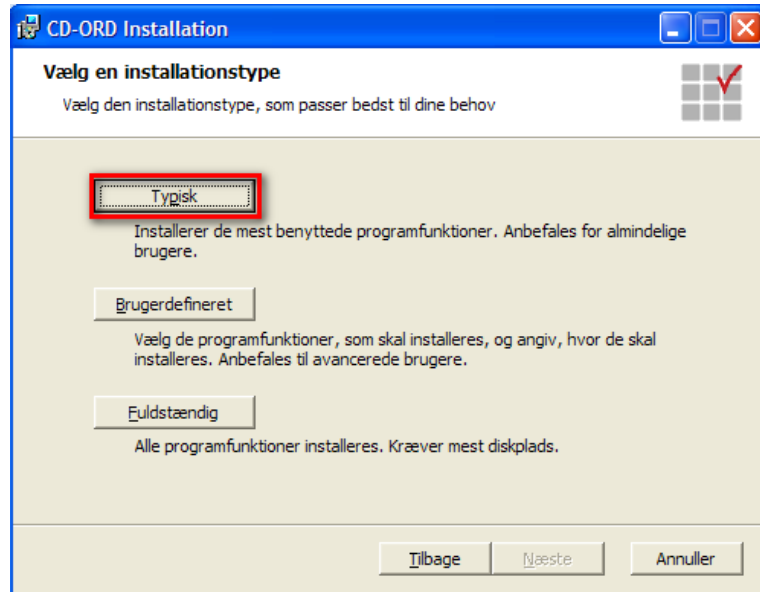 CD-ORD Installation
Vælg en installationstype
Vælg den installationstype, som passer bedst til dine behov
Typisk
Installerer de mest benyttede programfunktioner. Anbefales for almindelige
brugere.
Brugerdefineret
Vælg de programfunktioner, som skal installeres, og angiv, hvor de skal
installeres. Anbefales til avancerede brugere.
Fuldstændig
Alle programfunktioner installeres. Kræver mest diskplads.
Tilbage
Næste
Annuller